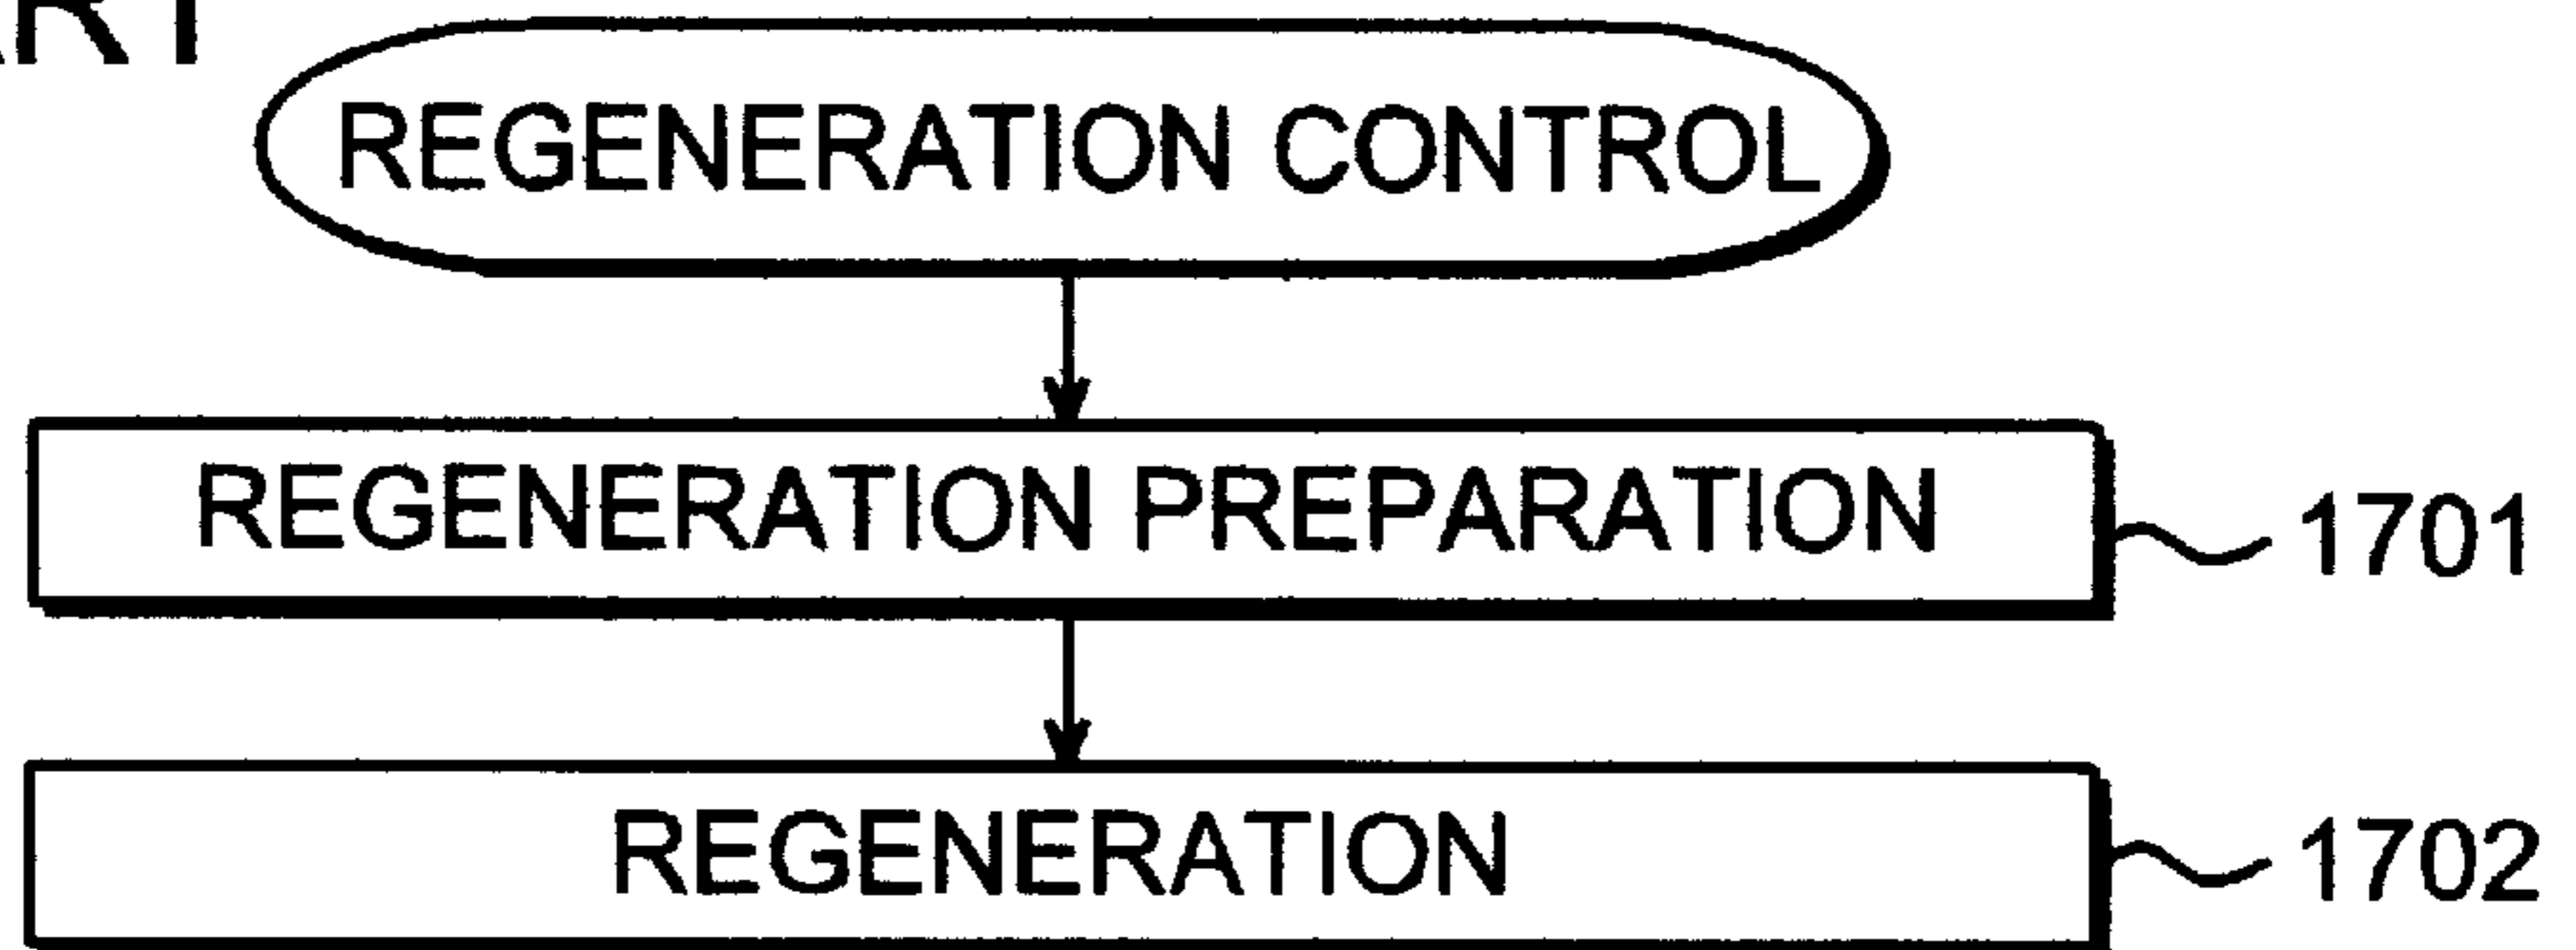 REGENERATION CONTROL
REGENERATION PREPARATION
1701
REGENERATION
1702